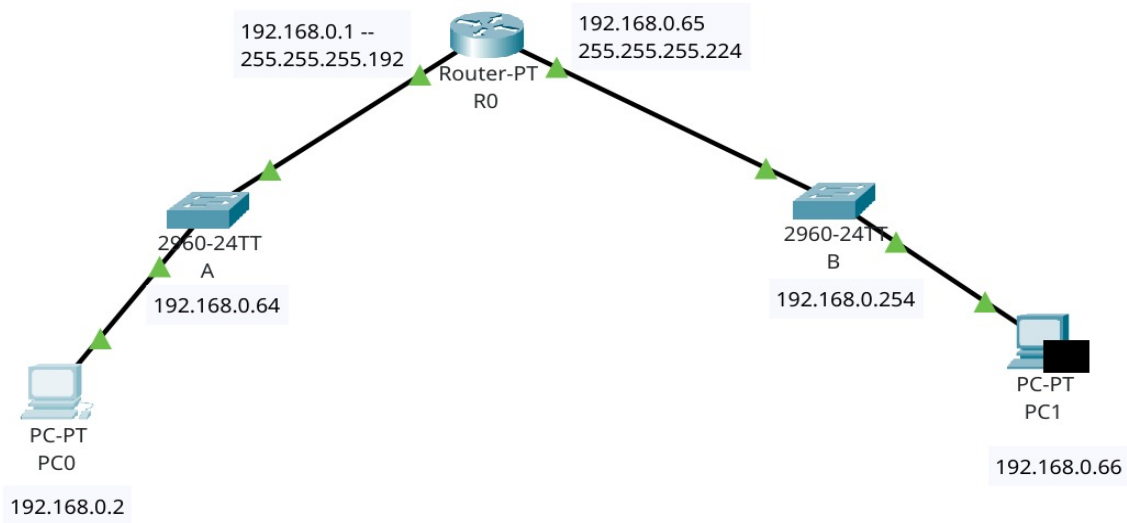 192.168.0.1 --
255.255.255.192
192.168.0.65
255.255.255.224
Router-PT
R0
2960-24TT
A
192.168.0.64
2960-24TT
B
192.168.0.254
PC-PT
PC0
192.168.0.2
PC-PT
PC1
192.168.0.66